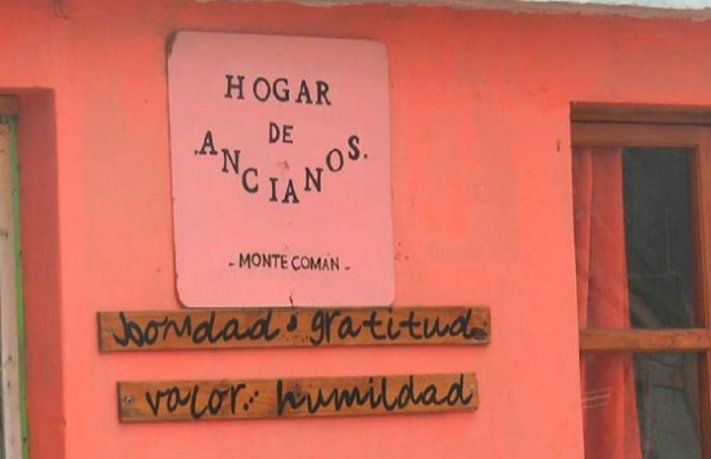 HOGAR
DE
.ANCIANOS.
- MONTE COMAN -
bondad : gratitud.
valor.: humildad